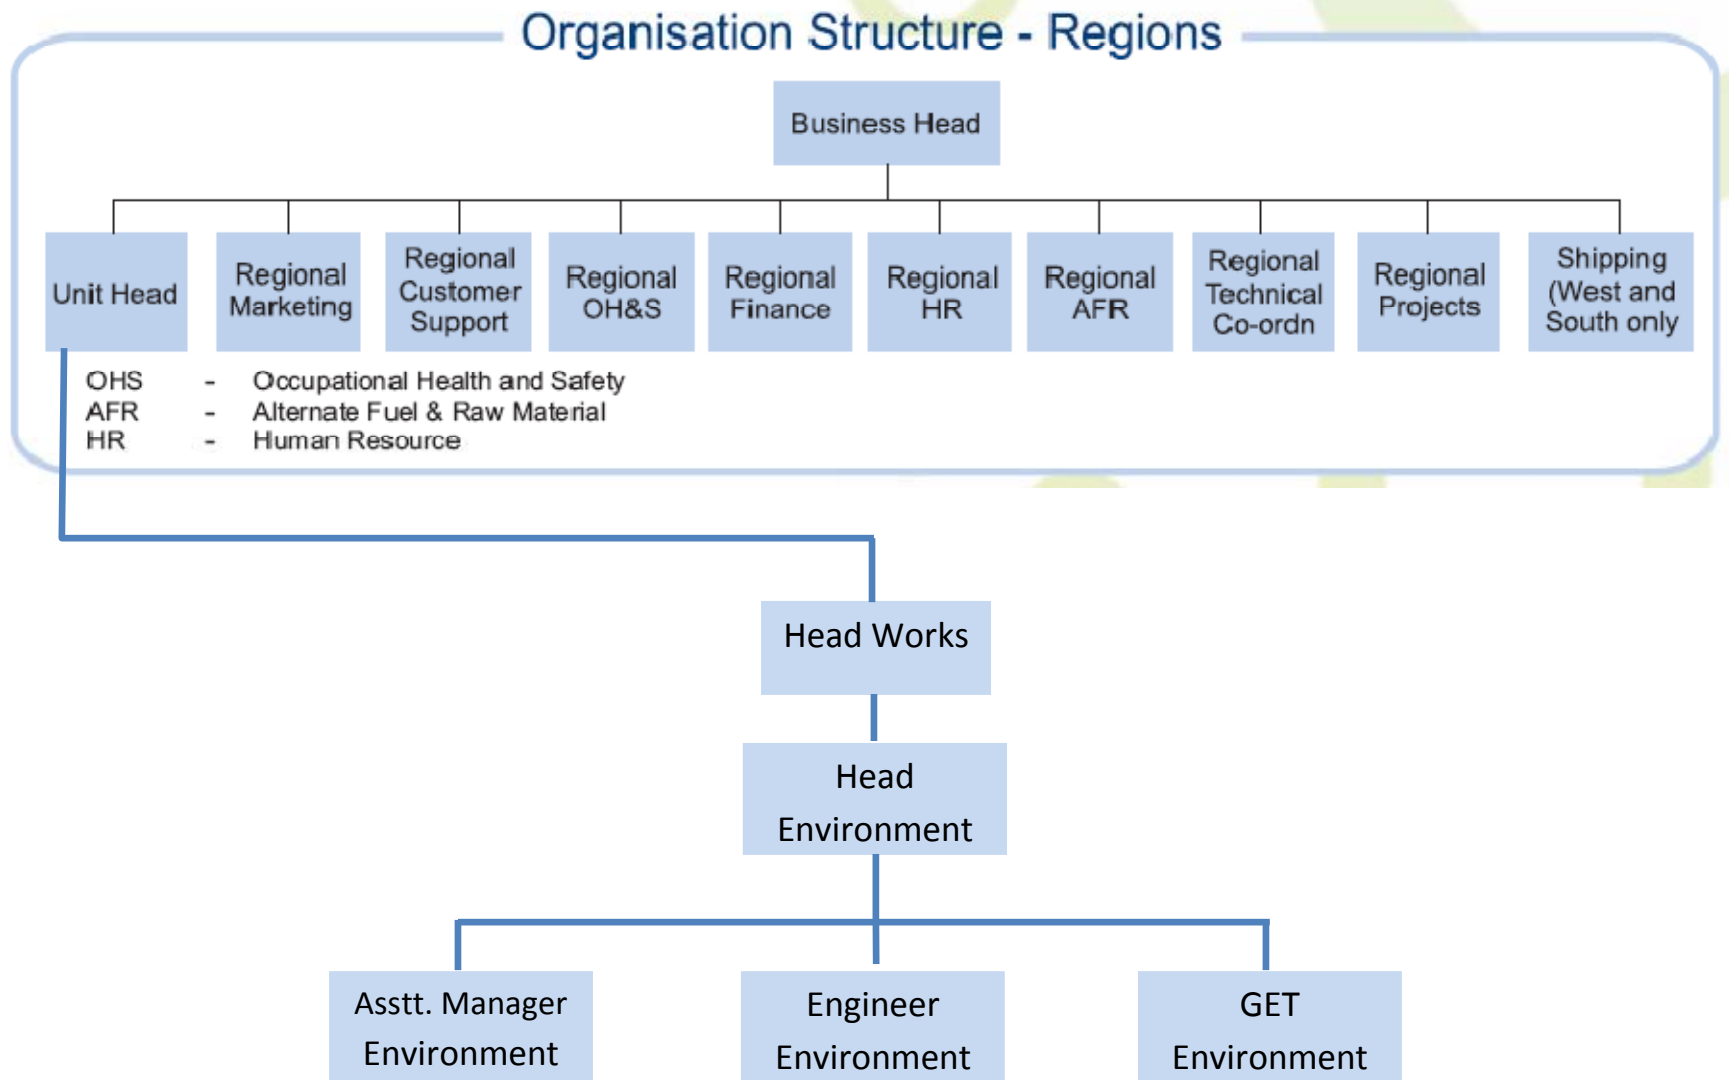 Organisation Structure - Regions
Business Head
Unit Head
Regional
Marketing
Regional
Customer
Support
Regional
OH&S
Regional
Finance
Regional
HR
Regional
AFR
Regional
Technical
Co-ordn
Regional
Projects
Shipping
(West and
South only
OHS - Occupational Health and Safety
AFR - Alternate Fuel & Raw Material
HR - Human Resource
Head Works
Head
Environment
Asstt. Manager
Environment
Engineer
Environment
GET
Environment